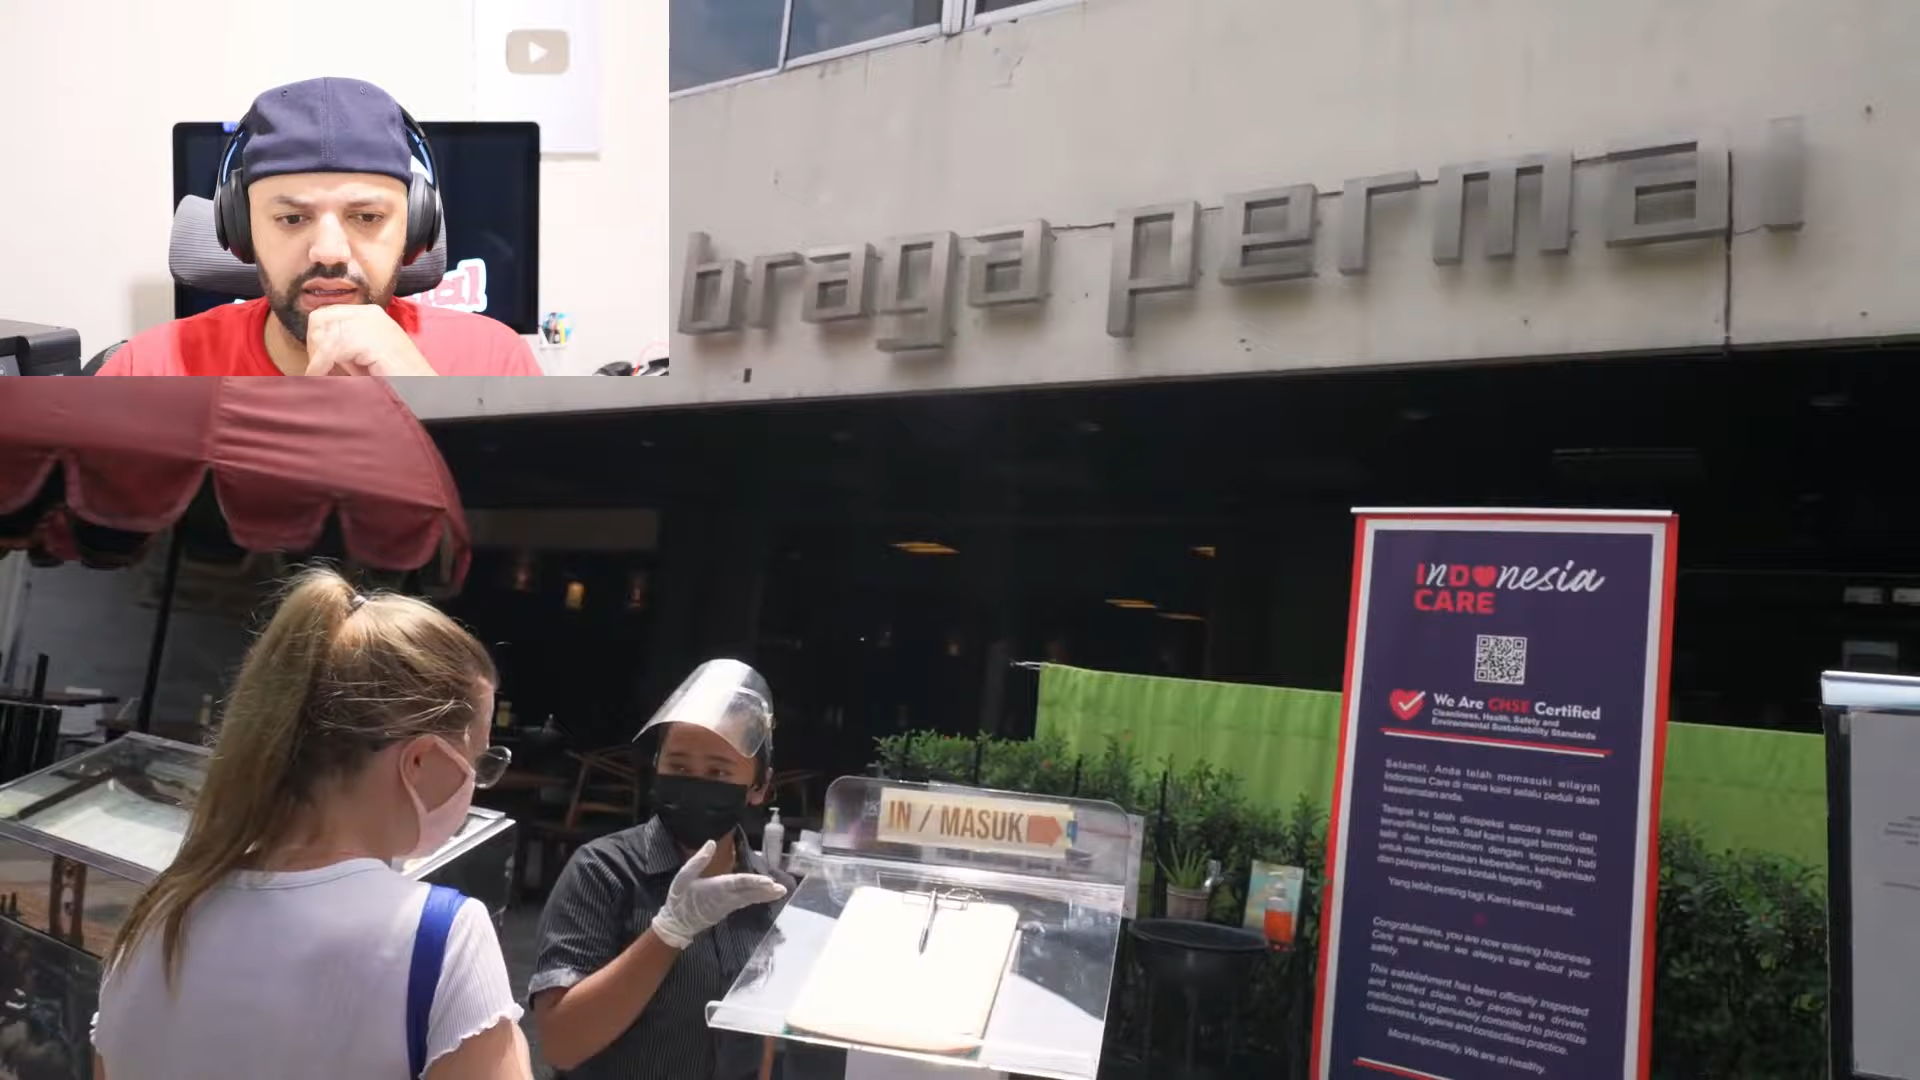 braga permai
INDONesia
CARE
We Are CHSE Certified
Cleanliness, Health, Safety and
Environmental Sustainability Standards
Selamat, Anda telah memasuki wilayah
Indonesia Care di mana kami selalu peduli akan
keselamatan anda.
Tempat ini telah diinspeksi secara resmi dan
terverifikasi bersih. Staf kami sangat termotivasi,
teliti dan berkomitmen dengan sepenuh hati
untuk memprioritaskan kebersihan, kehigienisan
dan pelayanan tanpa kontak langsung.
Yang lebih penting lagi, Kami semua sehat.
Congratulations, you are now entering Indonesia
Care area where we always care about your
safety.
This establishment has been officially inspected
and verified clean. Our people are driven,
meticulous, and genuinely committed to prioritize
cleanliness, hygiene and contactless practice.
More importantly, We are all healthy.
IN / MASUK